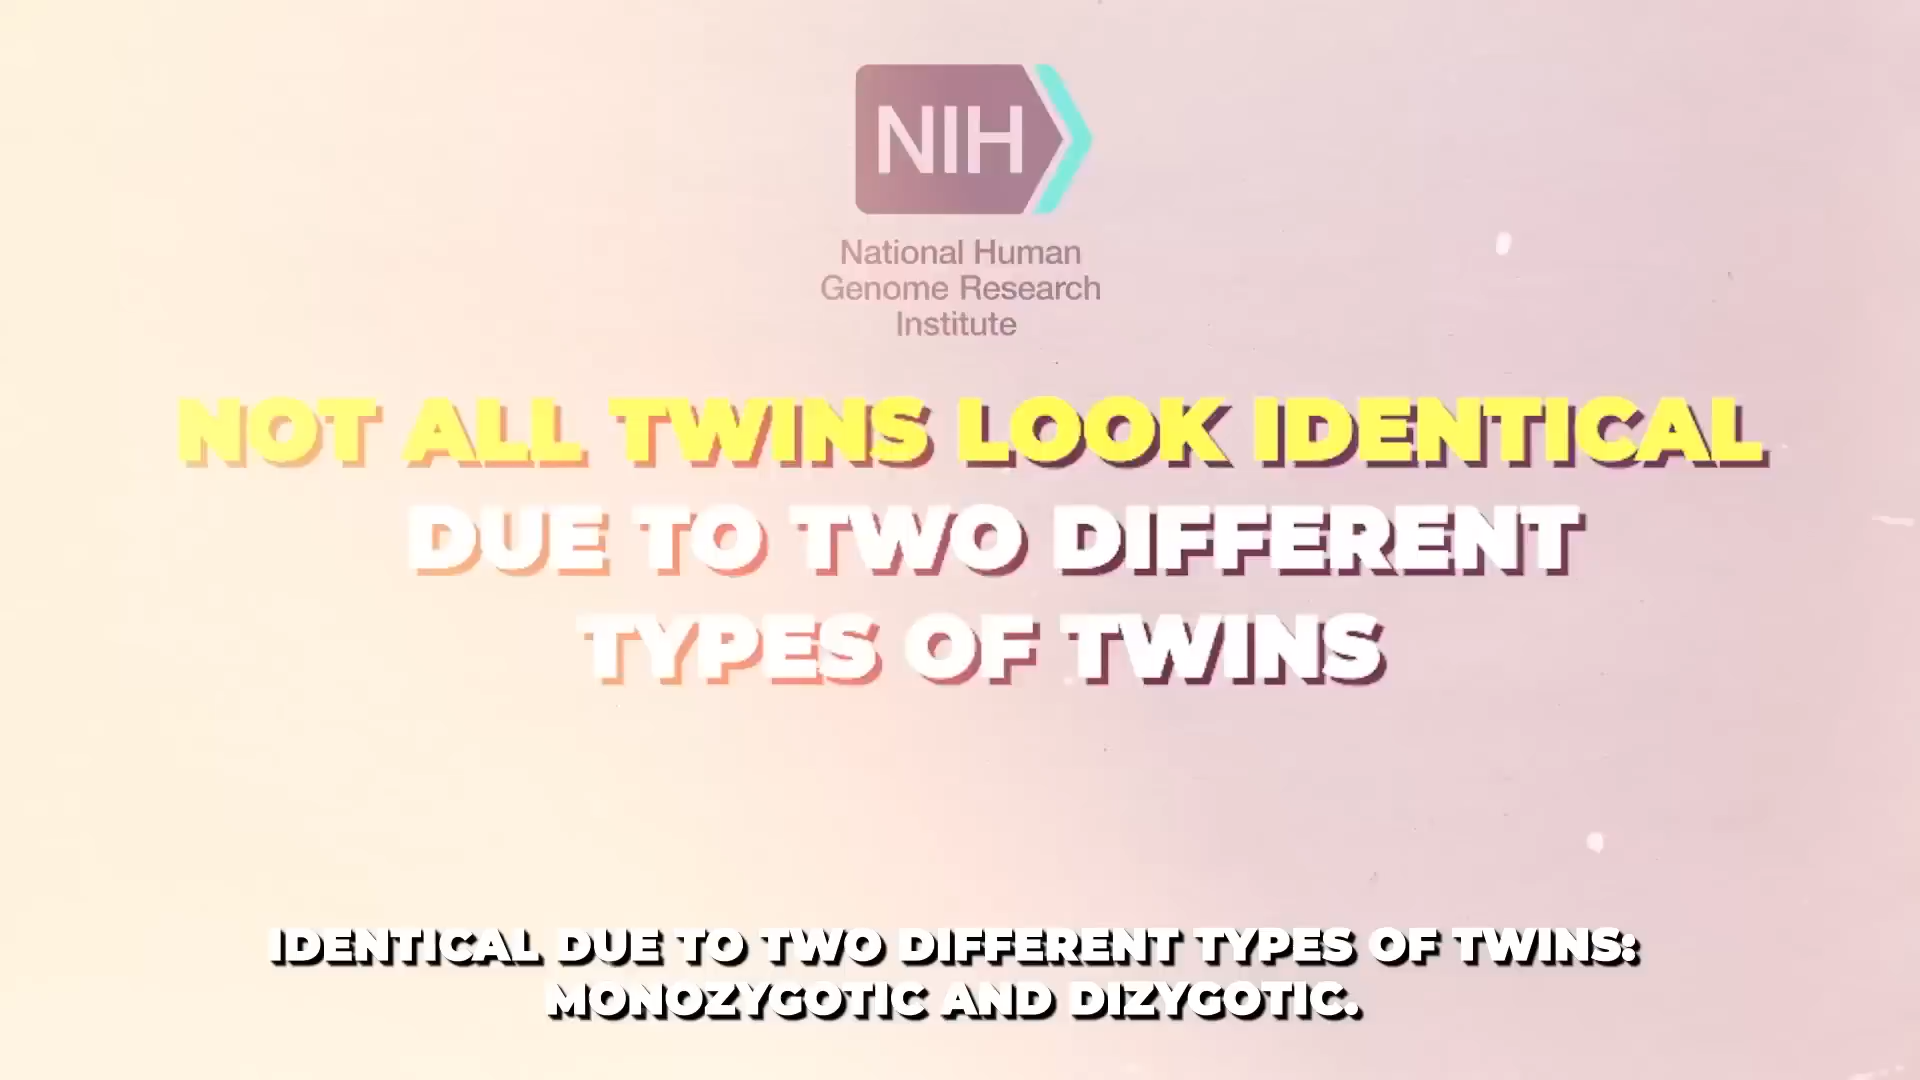 NIH
National Human
Genome Research
Institute
NOT ALL TWINS LOOK IDENTICAL
DUE TO TWO DIFFERENT
TYPES OF TWINS
IDENTICAL DUE TO TWO DIFFERENT TYPES OF TWINS:
MONOZYGOTIC AND DIZYGOTIC.